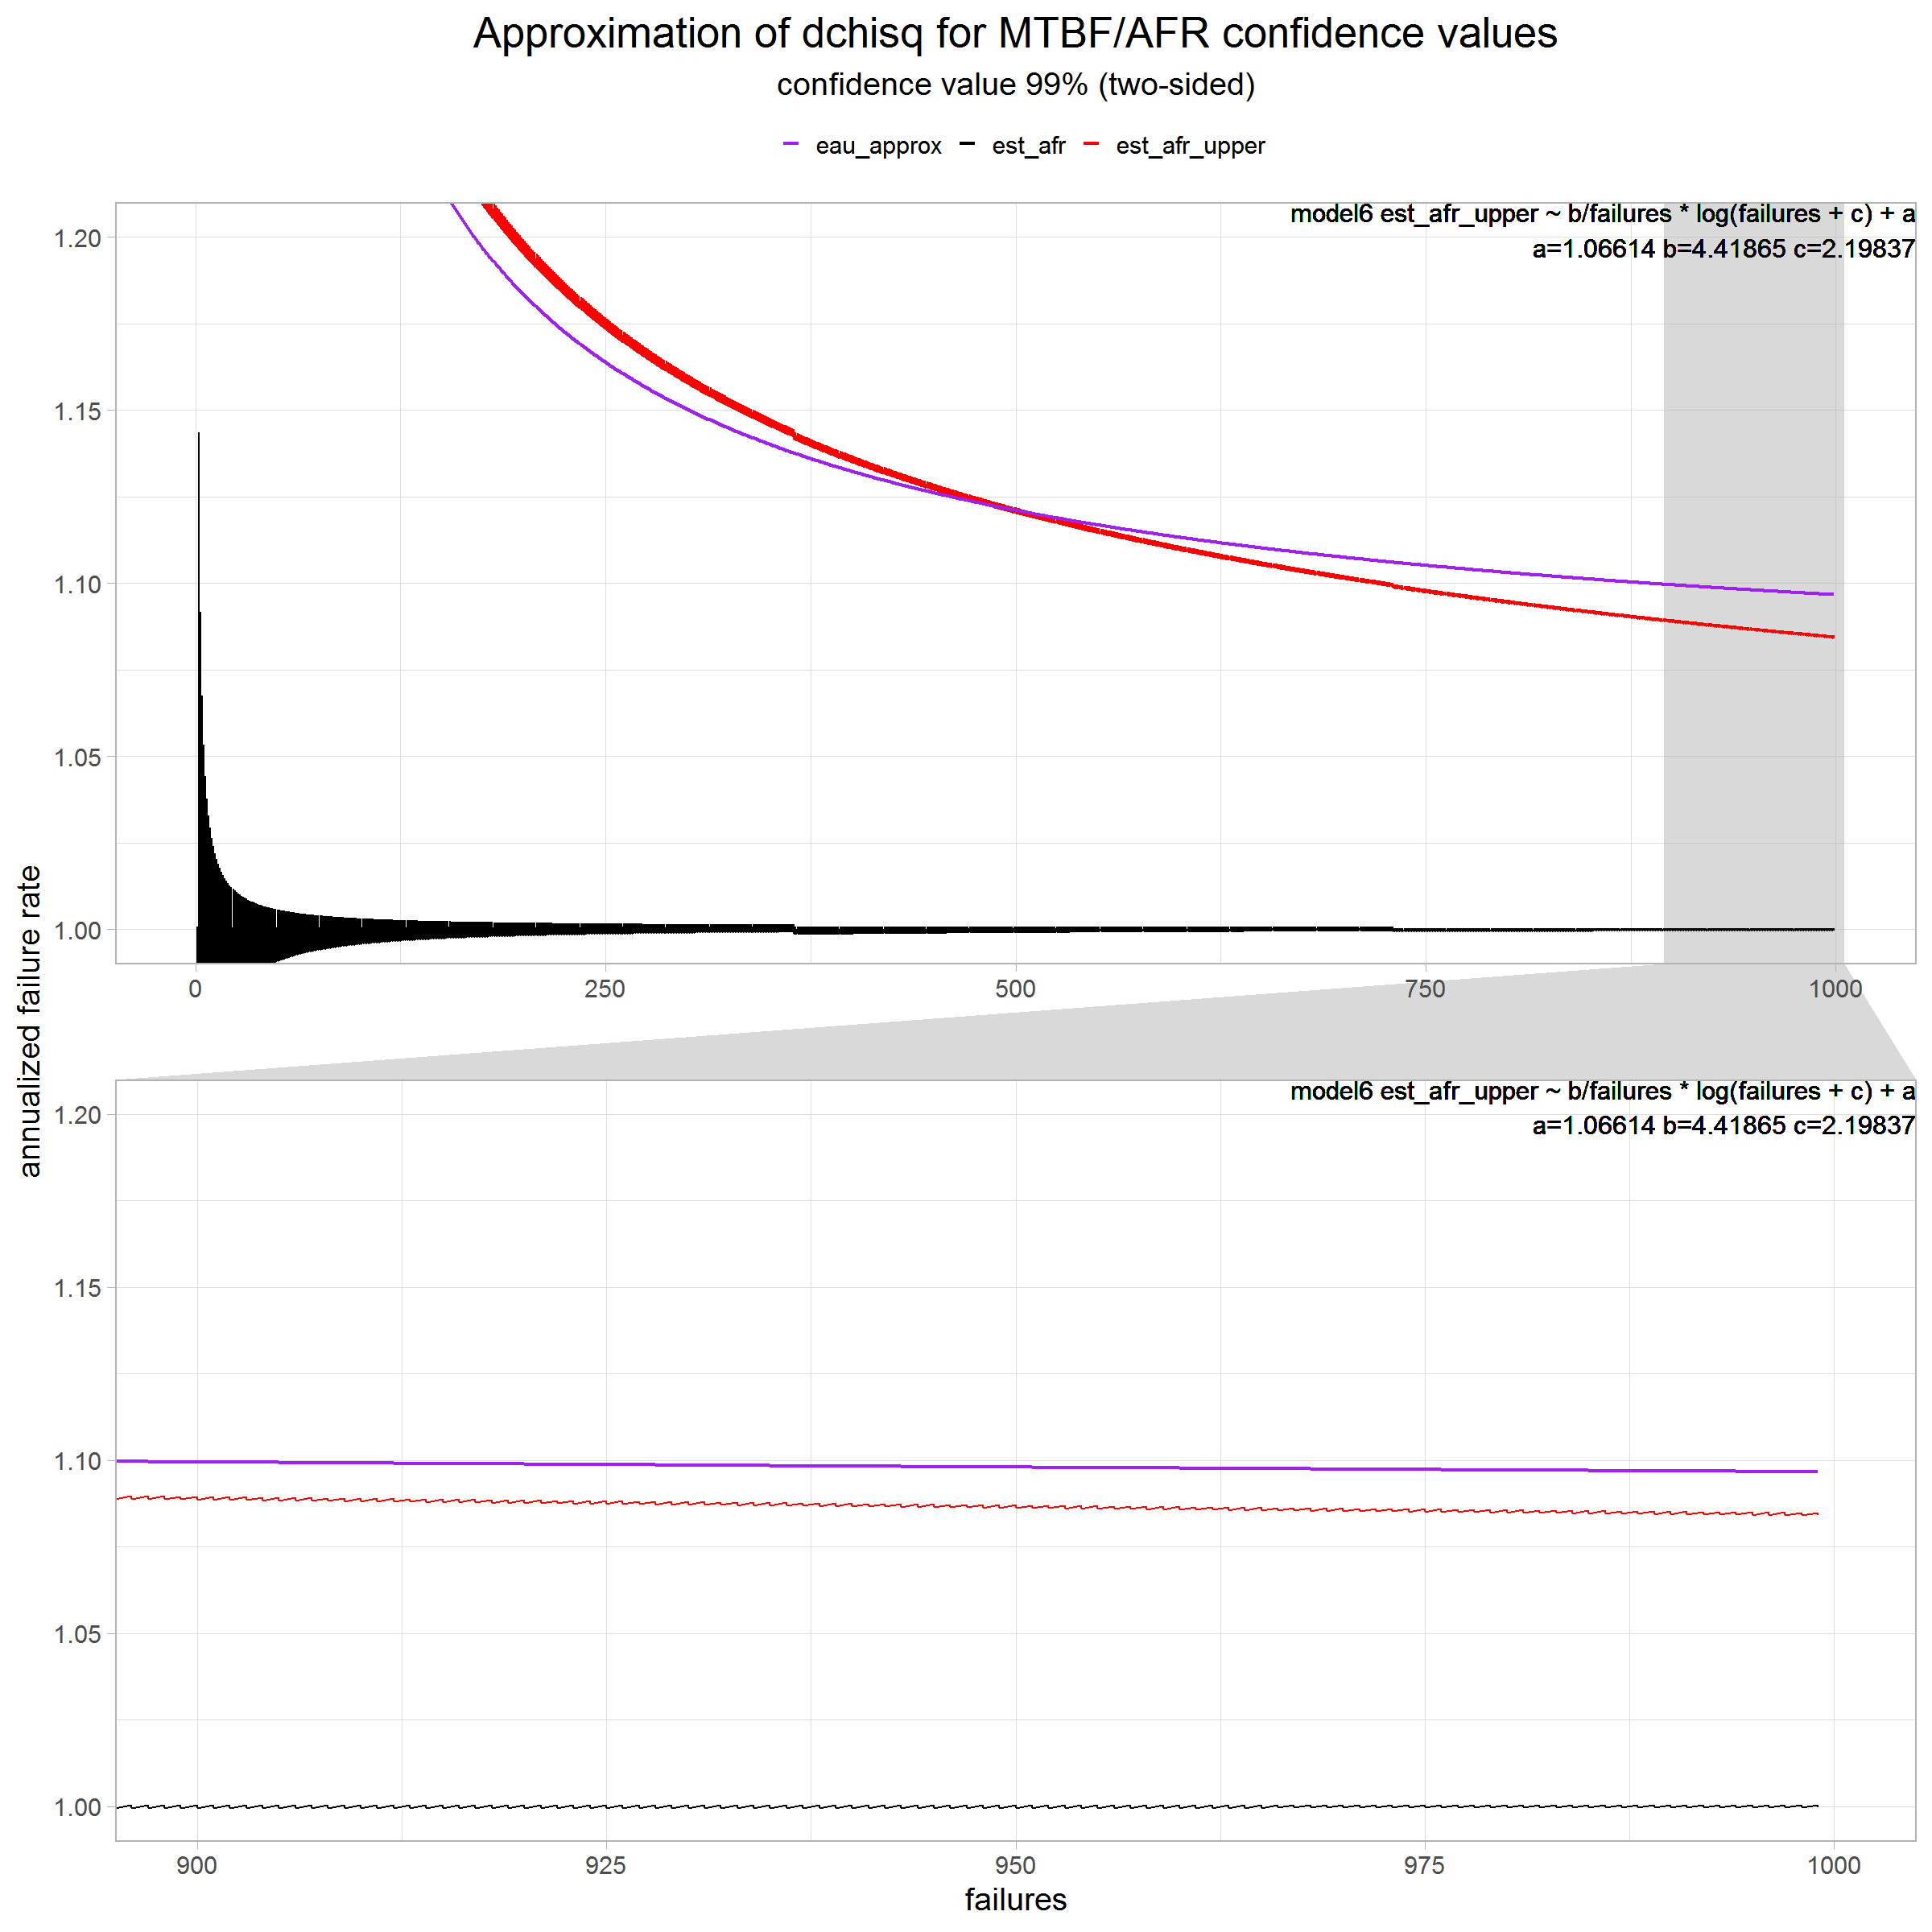 Approximation of dchisq for MTBF/AFR confidence values
confidence value 99% (two-sided)
eau_approx est_afr est_afr_upper
model6 est_afr_upper ~ b/failures * log(failures + c) + a
a=1.06614 b=4.41865 c=2.19837
1.20
1.15
1.10
1.05
1.00
0 250 500 750 1000
annualized failure rate
model6 est_afr_upper ~ b/failures * log(failures + c) + a
a=1.06614 b=4.41865 c=2.19837
1.20
1.15
1.10
1.05
1.00
900 925 950 975 1000
failures